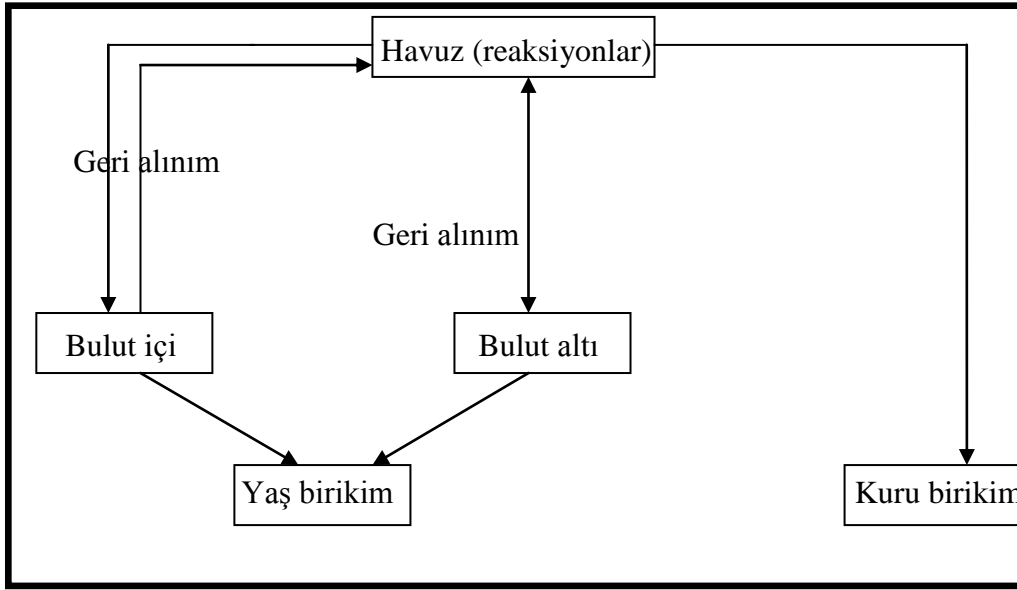 Havuz (reaksiyonlar)
Geri alınım
Geri alınım
Bulut içi
Bulut altı
Yaş birikim
Kuru birikim